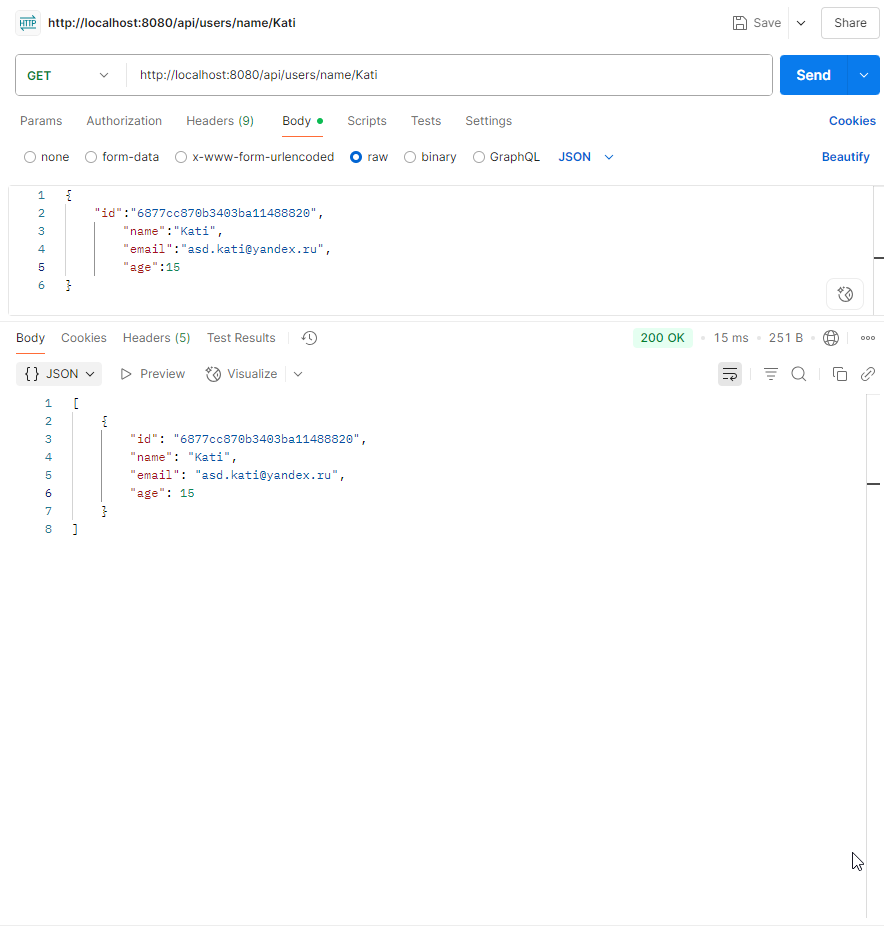 HTTP http://localhost:8080/api/users/name/Kati Save Share
GET http://localhost:8080/api/users/name/Kati Send
Params Authorization Headers (9) Body Scripts Tests Settings Cookies
none form-data x-www-form-urlencoded raw binary GraphQL JSON Beautify
1 {
2 "id":"6877cc870b3403ba11488820",
3 "name":"Kati",
4 "email":"asd.kati@yandex.ru",
5 "age":15
6 }
Body Cookies Headers (5) Test Results 200 OK • 15 ms • 251 B •
{} JSON Preview Visualize
1 [
2 {
3 "id": "6877cc870b3403ba11488820",
4 "name": "Kati",
5 "email": "asd.kati@yandex.ru",
6 "age": 15
7 }
8 ]